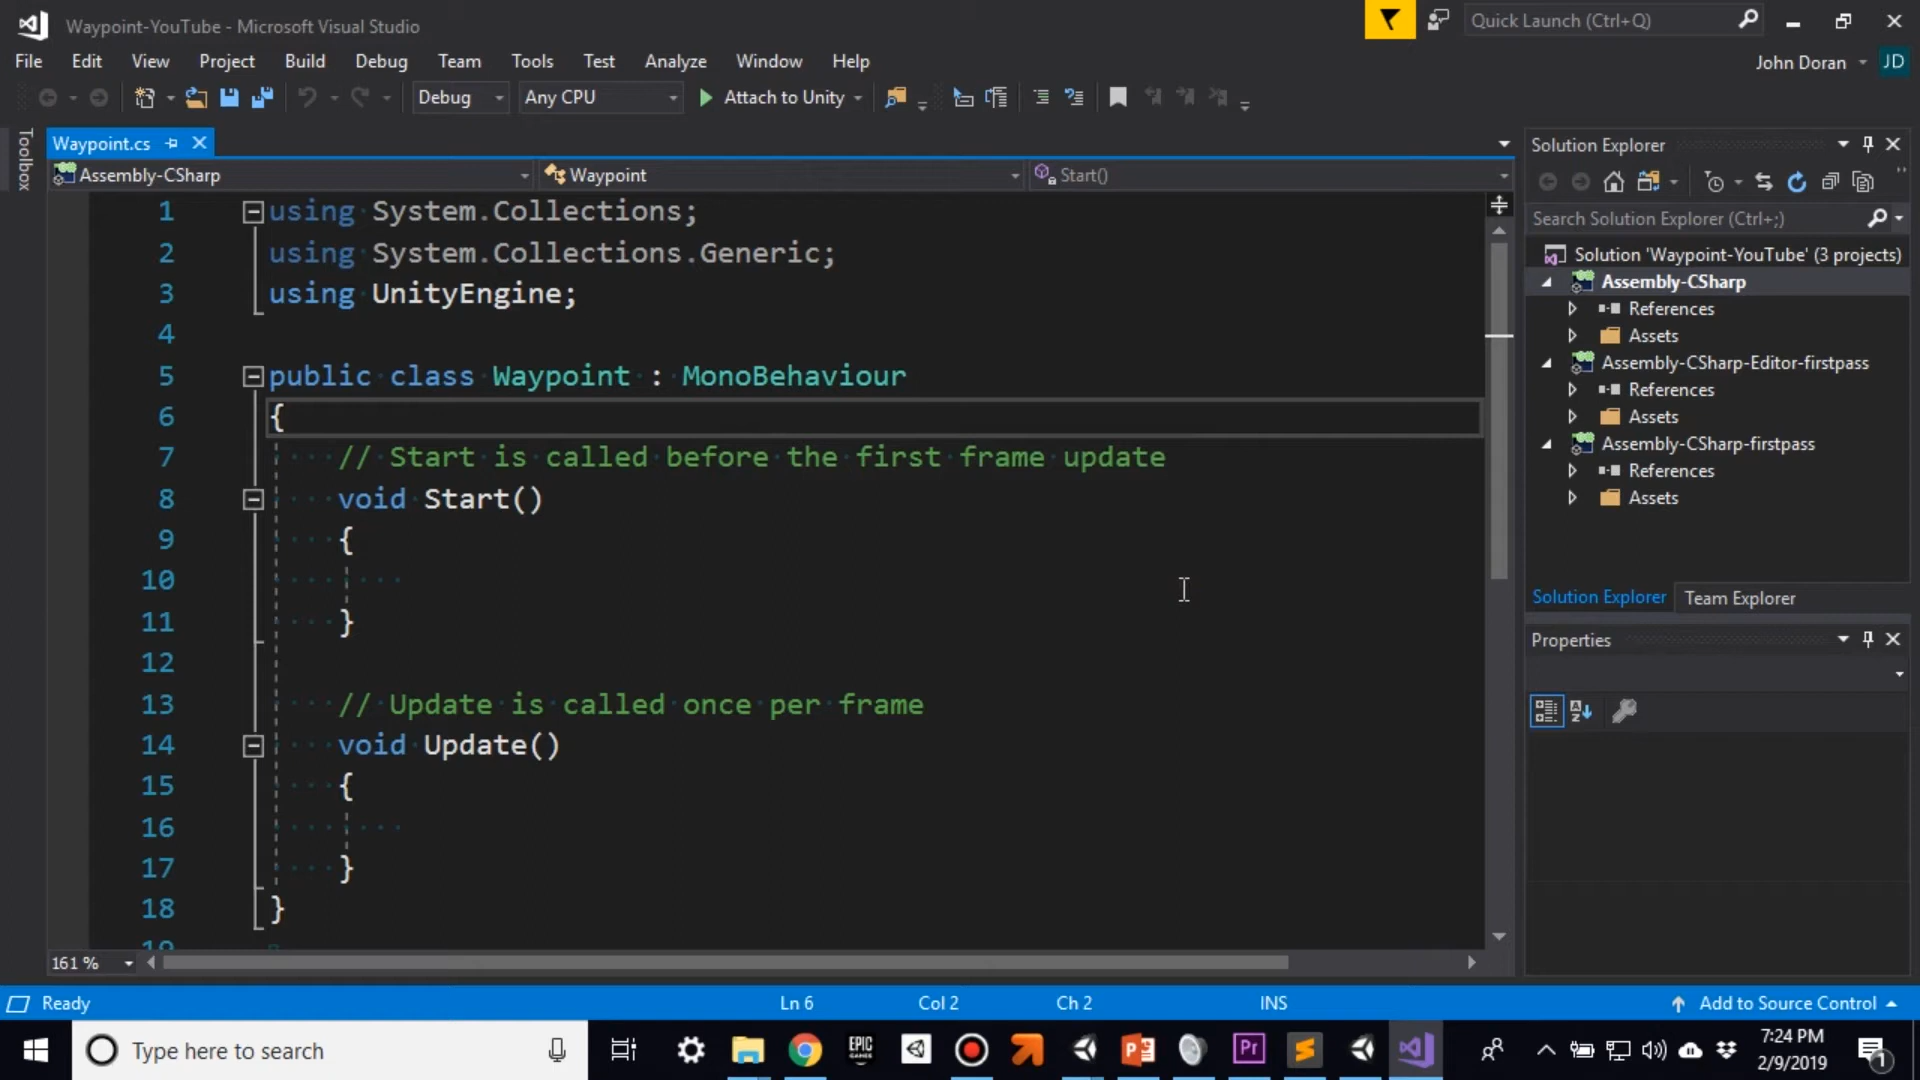 Waypoint-YouTube - Microsoft Visual Studio
Quick Launch (Ctrl+Q)
File Edit View Project Build Debug Team Tools Test Analyze Window Help
John Doran JD
Debug Any CPU Attach to Unity
Toolbox
Waypoint.cs
Assembly-CSharp Waypoint Start()
1 using System.Collections;
2 using System.Collections.Generic;
3 using UnityEngine;
4
5 public class Waypoint : MonoBehaviour
6 {
7 // Start is called before the first frame update
8 void Start()
9 {
10
11 }
12
13 // Update is called once per frame
14 void Update()
15 {
16
17 }
18 }
19
161 %
Solution Explorer
Search Solution Explorer (Ctrl+;)
Solution 'Waypoint-YouTube' (3 projects)
Assembly-CSharp
References
Assets
Assembly-CSharp-Editor-firstpass
References
Assets
Assembly-CSharp-firstpass
References
Assets
Solution Explorer Team Explorer
Properties
Ready Ln 6 Col 2 Ch 2 INS Add to Source Control
Type here to search
EPIC GAMES
Pr
7:24 PM
2/9/2019
1